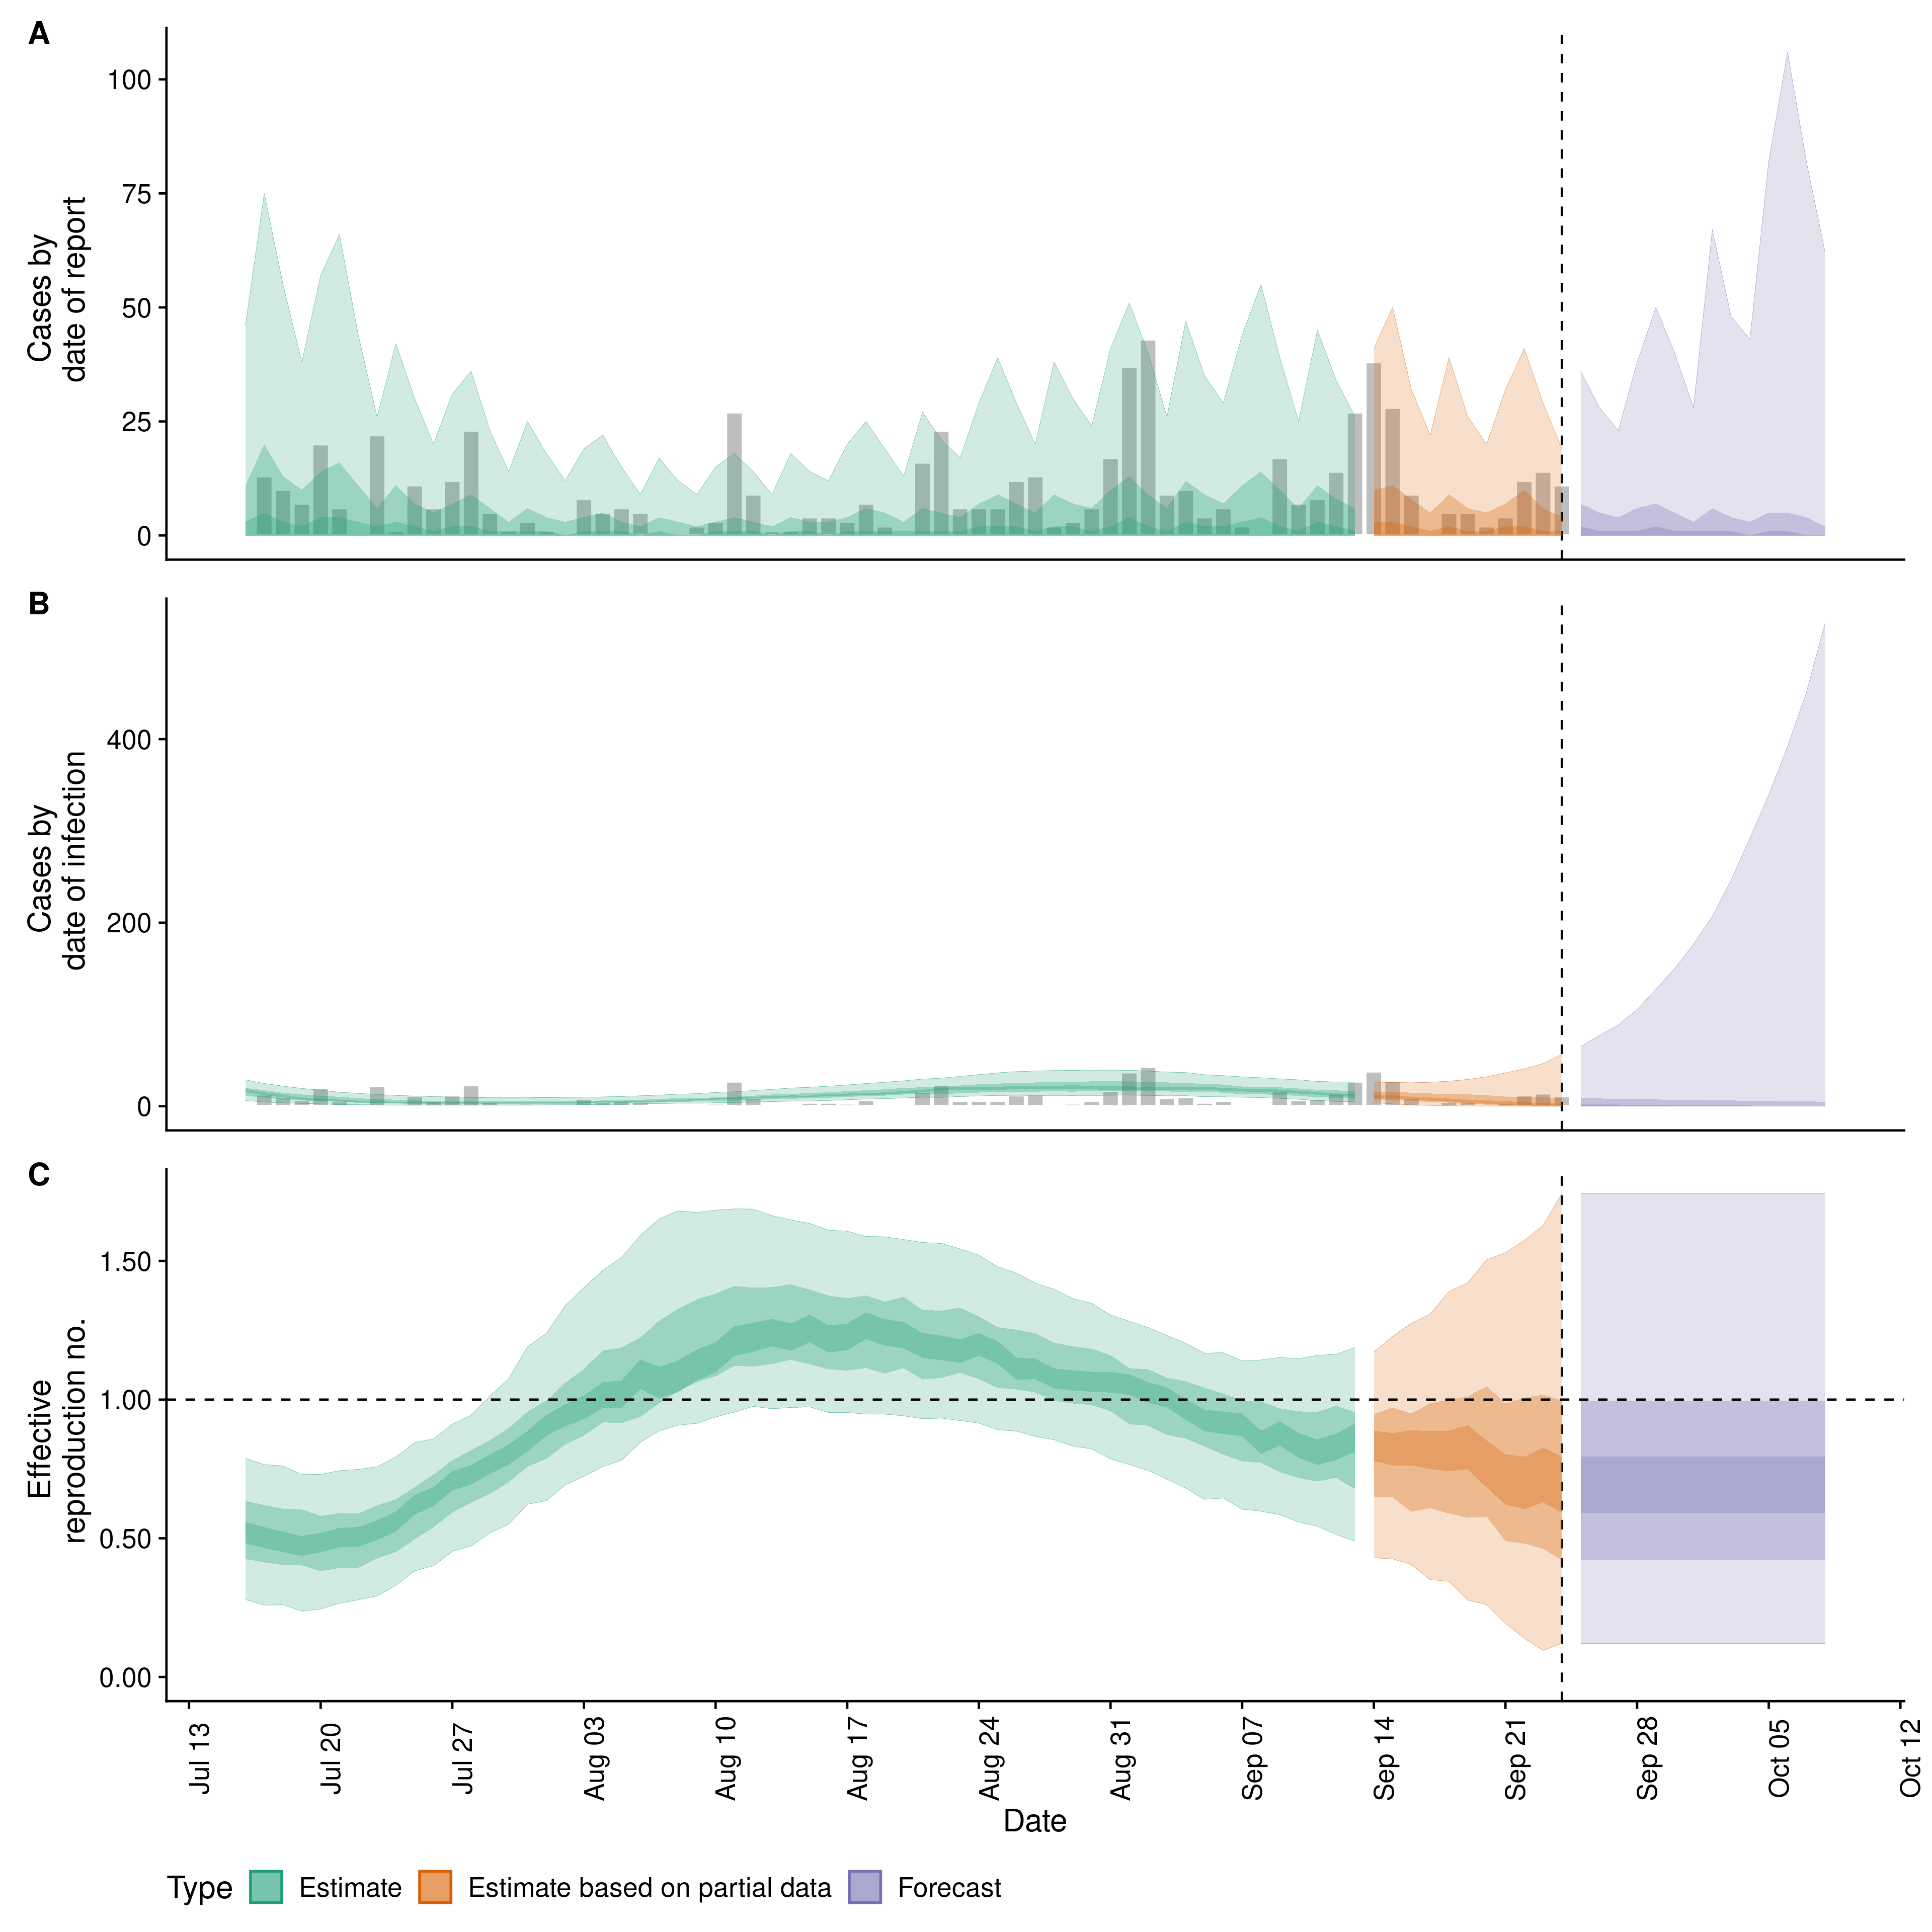 A
Cases by
date of report
100
75
50
25
0
B
Cases by
date of infection
400
200
0
C
Effective
reproduction no.
1.50
1.00
0.50
0.00
Jul 13
Jul 20
Jul 27
Aug 03
Aug 10
Aug 17
Aug 24
Aug 31
Sep 07
Sep 14
Sep 21
Sep 28
Oct 05
Oct 12
Date
Type Estimate Estimate based on partial data Forecast